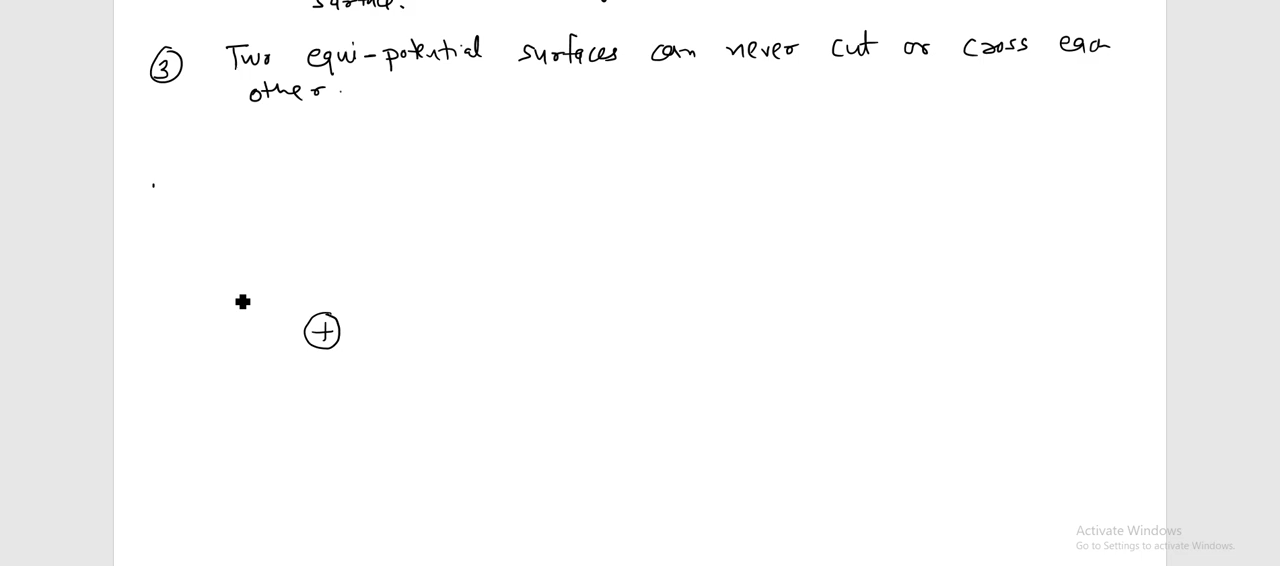 surface.
③ Two equi-potential surfaces can never cut or cross each
other.
+
Activate Windows
Go to Settings to activate Windows.